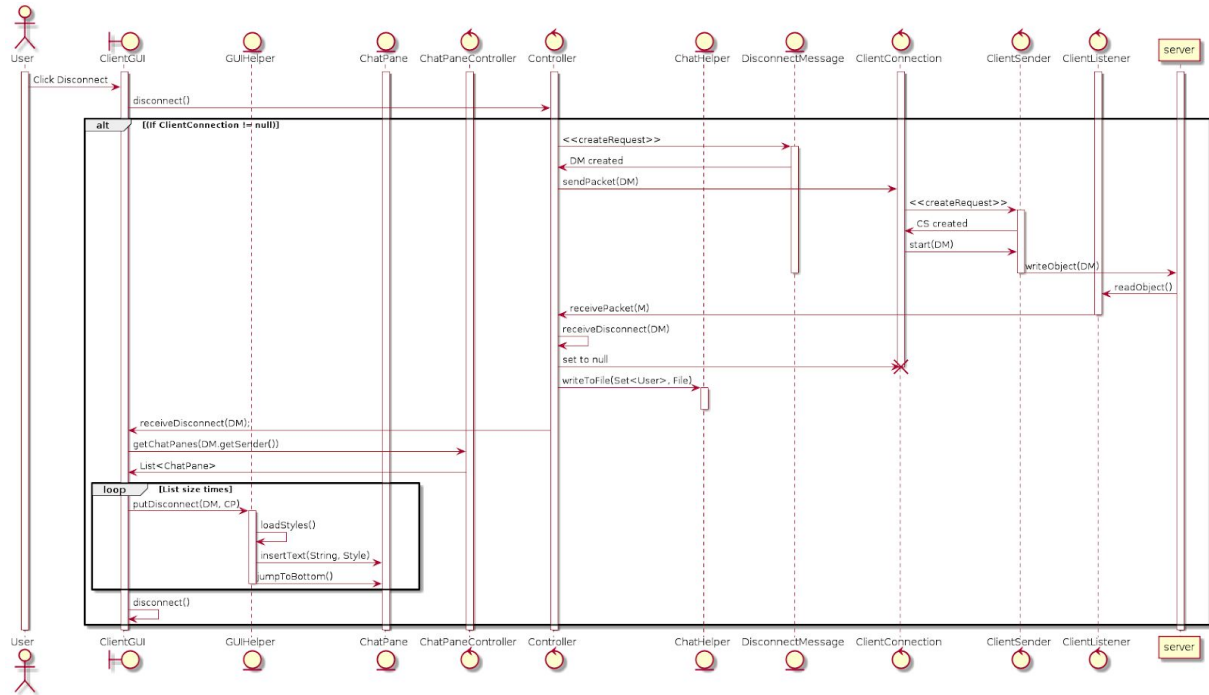 User ClientGUI GUIHelper ChatPane ChatPaneController Controller ChatHelper DisconnectMessage ClientConnection ClientSender ClientListener server
Click Disconnect
disconnect()
alt [(If ClientConnection != null)]
<<createRequest>>
DM created
sendPacket(DM)
<<createRequest>>
CS created
start(DM)
writeObject(DM)
readObject()
receivePacket(M)
receiveDisconnect(DM)
set to null
writeToFile(Set<User>, File)
receiveDisconnect(DM);
getChatPanes(DM.getSender())
List<ChatPane>
loop [List size times]
putDisconnect(DM, CP)
loadStyles()
insertText(String, Style)
jumpToBottom()
disconnect()
User ClientGUI GUIHelper ChatPane ChatPaneController Controller ChatHelper DisconnectMessage ClientConnection ClientSender ClientListener server